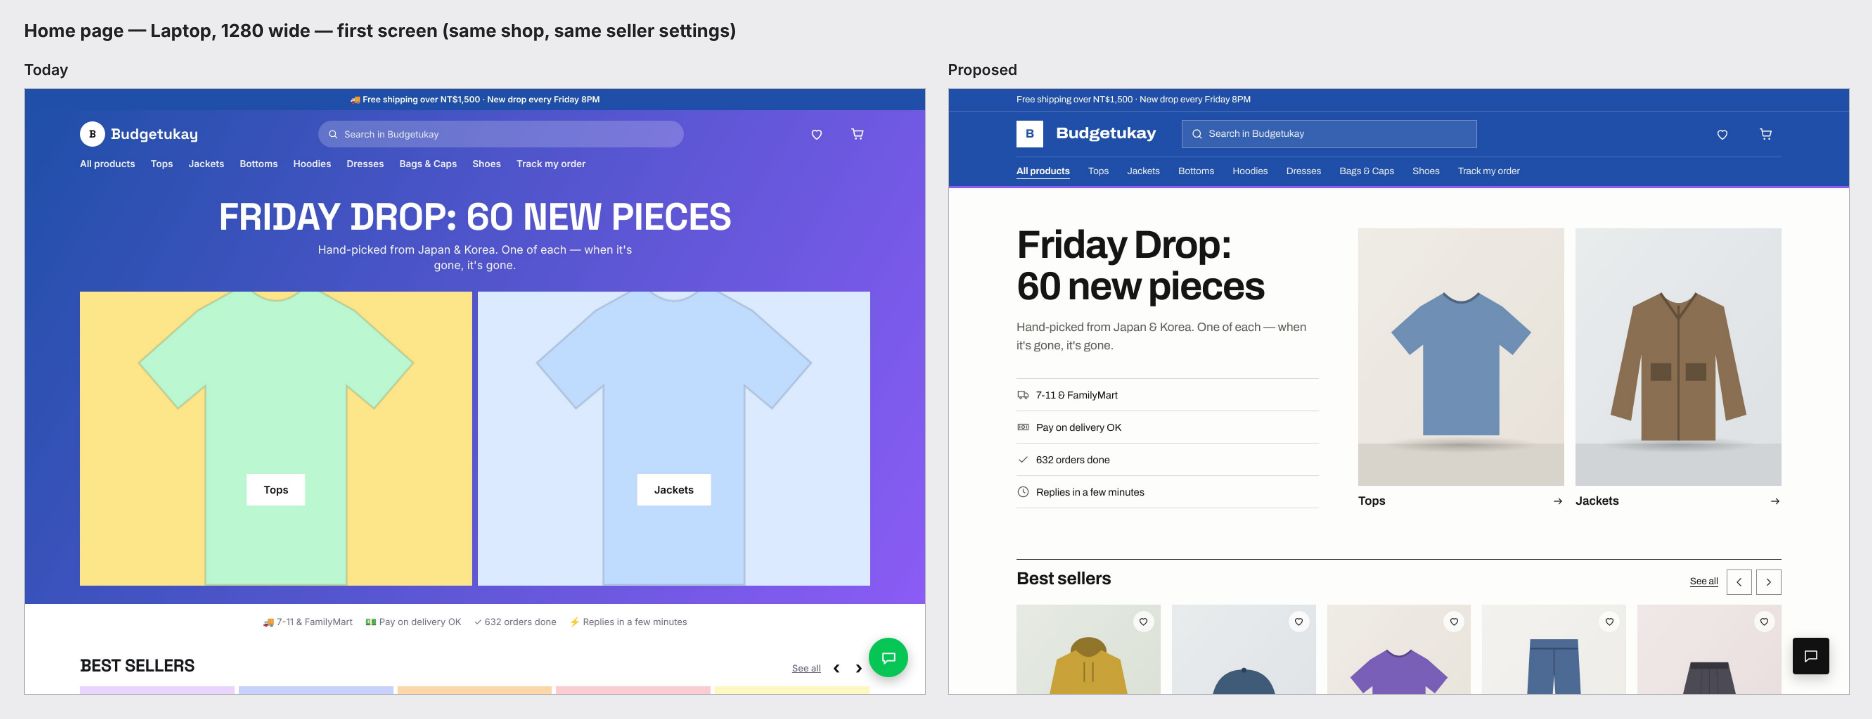 Home page — Laptop, 1280 wide — first screen (same shop, same seller settings)
Today
🚚 Free shipping over NT$1,500 · New drop every Friday 8PM
B Budgetukay
Search in Budgetukay
All products Tops Jackets Bottoms Hoodies Dresses Bags & Caps Shoes Track my order
FRIDAY DROP: 60 NEW PIECES
Hand-picked from Japan & Korea. One of each — when it's
gone, it's gone.
Tops
Jackets
🚚 7-11 & FamilyMart 💵 Pay on delivery OK ✓ 632 orders done ⚡ Replies in a few minutes
BEST SELLERS
See all
Proposed
Free shipping over NT$1,500 · New drop every Friday 8PM
B Budgetukay
Search in Budgetukay
All products Tops Jackets Bottoms Hoodies Dresses Bags & Caps Shoes Track my order
Friday Drop:
60 new pieces
Hand-picked from Japan & Korea. One of each — when
it's gone, it's gone.
7-11 & FamilyMart
Pay on delivery OK
632 orders done
Replies in a few minutes
Tops →
Jackets →
Best sellers
See all